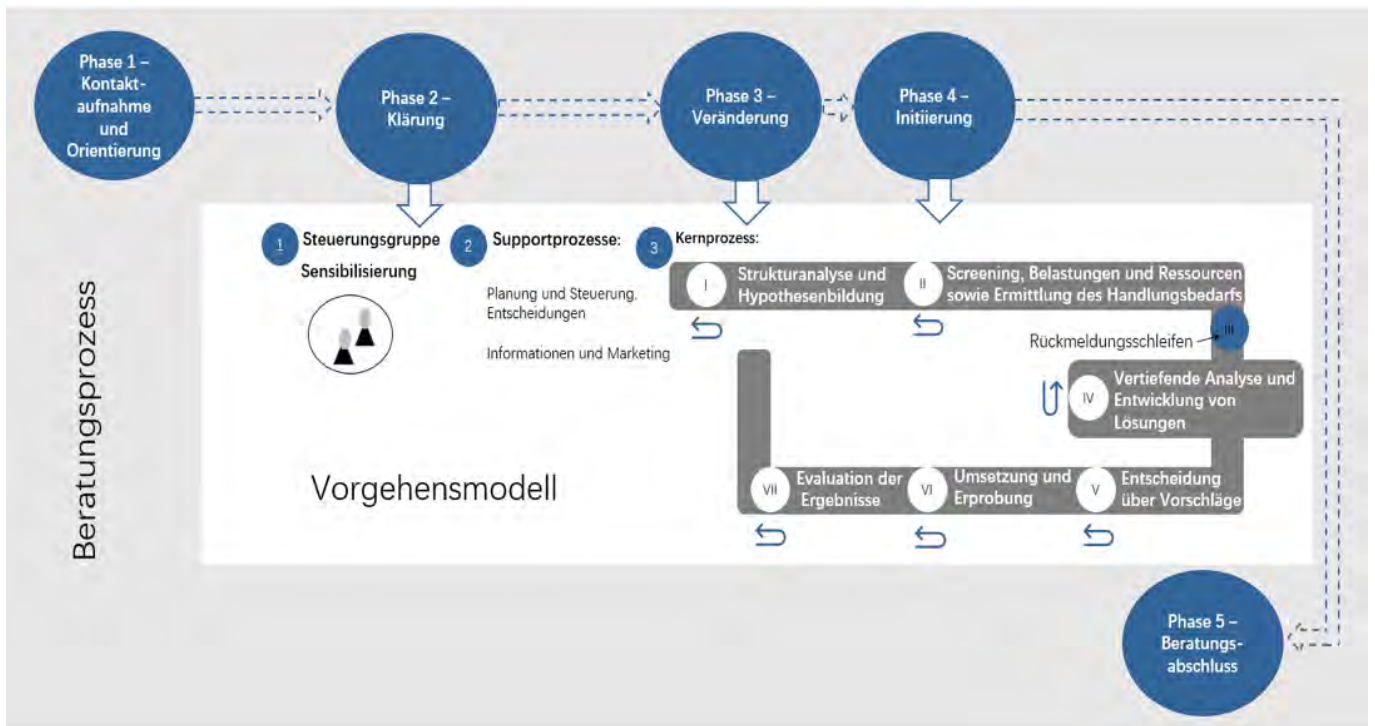 Phase 1 –
Kontakt-
aufnahme
und
Orientierung
Phase 2 –
Klärung
Phase 3 –
Veränderung
Phase 4 –
Initiierung
Beratungsprozess
1
Steuerungsgruppe
Sensibilisierung
2
Supportprozesse:
Planung und Steuerung.
Entscheidungen
Informationen und Marketing
3
Kernprozess:
I
Strukturanalyse und
Hypothesenbildung
II
Screening, Belastungen und Ressourcen
sowie Ermittlung des Handlungsbedarfs
III
Rückmeldungsschleifen
IV
Vertiefende Analyse und
Entwicklung von
Lösungen
Vorgehensmodell
VII
Evaluation der
Ergebnisse
VI
Umsetzung und
Erprobung
V
Entscheidung
über Vorschläge
Phase 5 –
Beratungs-
abschluss